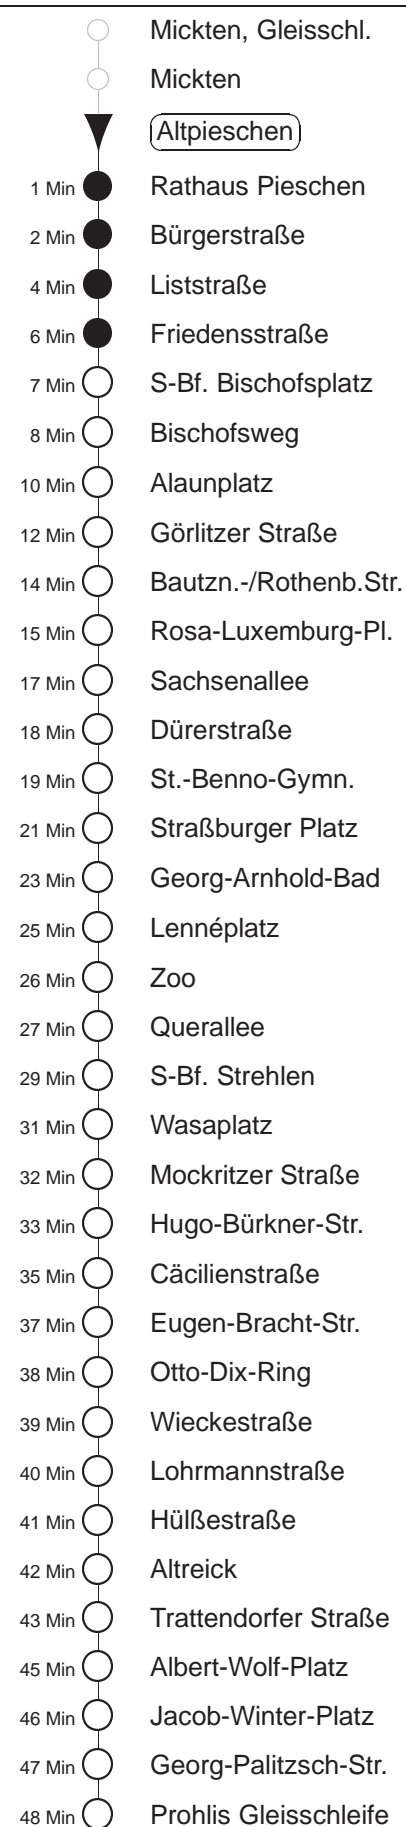 Mickten, Gleisschl.
Mickten
Altpieschen
1 Min Rathaus Pieschen
2 Min Bürgerstraße
4 Min Liststraße
6 Min Friedensstraße
7 Min S-Bf. Bischofsplatz
8 Min Bischofsweg
10 Min Alaunplatz
12 Min Görlitzer Straße
14 Min Bautzn.-/Rothenb.Str.
15 Min Rosa-Luxemburg-Pl.
17 Min Sachsenallee
18 Min Dürerstraße
19 Min St.-Benno-Gymn.
21 Min Straßburger Platz
23 Min Georg-Arnhold-Bad
25 Min Lennéplatz
26 Min Zoo
27 Min Querallee
29 Min S-Bf. Strehlen
31 Min Wasaplatz
32 Min Mockritzer Straße
33 Min Hugo-Bürkner-Str.
35 Min Cäcilienstraße
37 Min Eugen-Bracht-Str.
38 Min Otto-Dix-Ring
39 Min Wieckestraße
40 Min Lohrmannstraße
41 Min Hülßestraße
42 Min Altreick
43 Min Trattendorfer Straße
45 Min Albert-Wolf-Platz
46 Min Jacob-Winter-Platz
47 Min Georg-Palitzsch-Str.
48 Min Prohlis Gleisschleife